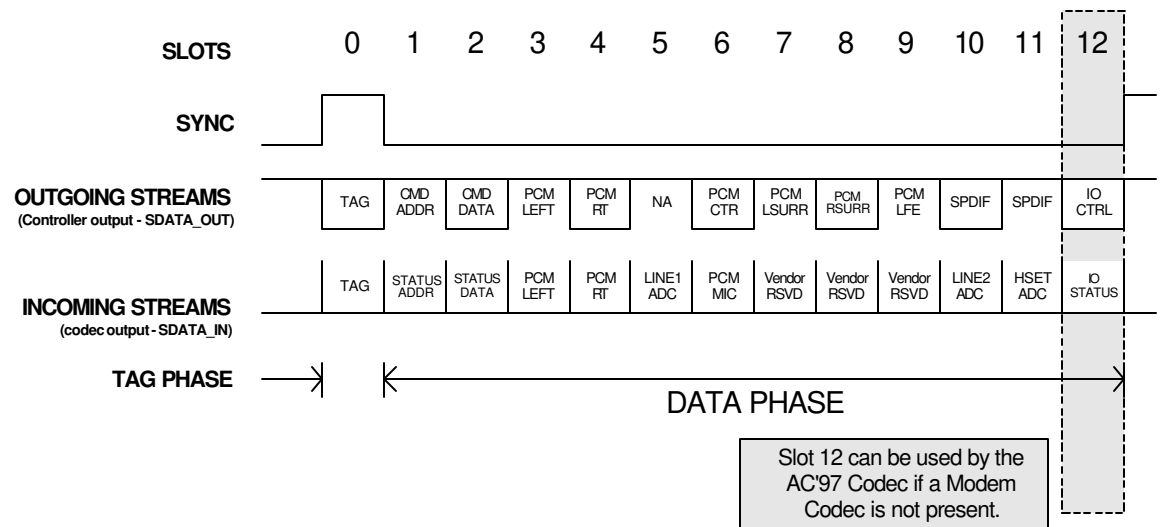 SLOTS 0 1 2 3 4 5 6 7 8 9 10 11 12
SYNC
OUTGOING STREAMS
(Controller output - SDATA_OUT)
TAG
CMD ADDR
CMD DATA
PCM LEFT
PCM RT
NA
PCM CTR
PCM LSURR
PCM RSURR
PCM LFE
SPDIF
SPDIF
IO CTRL
INCOMING STREAMS
(codec output - SDATA_IN)
TAG
STATUS ADDR
STATUS DATA
PCM LEFT
PCM RT
LINE1 ADC
PCM MIC
Vendor RSVD
Vendor RSVD
Vendor RSVD
LINE2 ADC
HSET ADC
IO STATUS
TAG PHASE
DATA PHASE
Slot 12 can be used by the
AC'97 Codec if a Modem
Codec is not present.